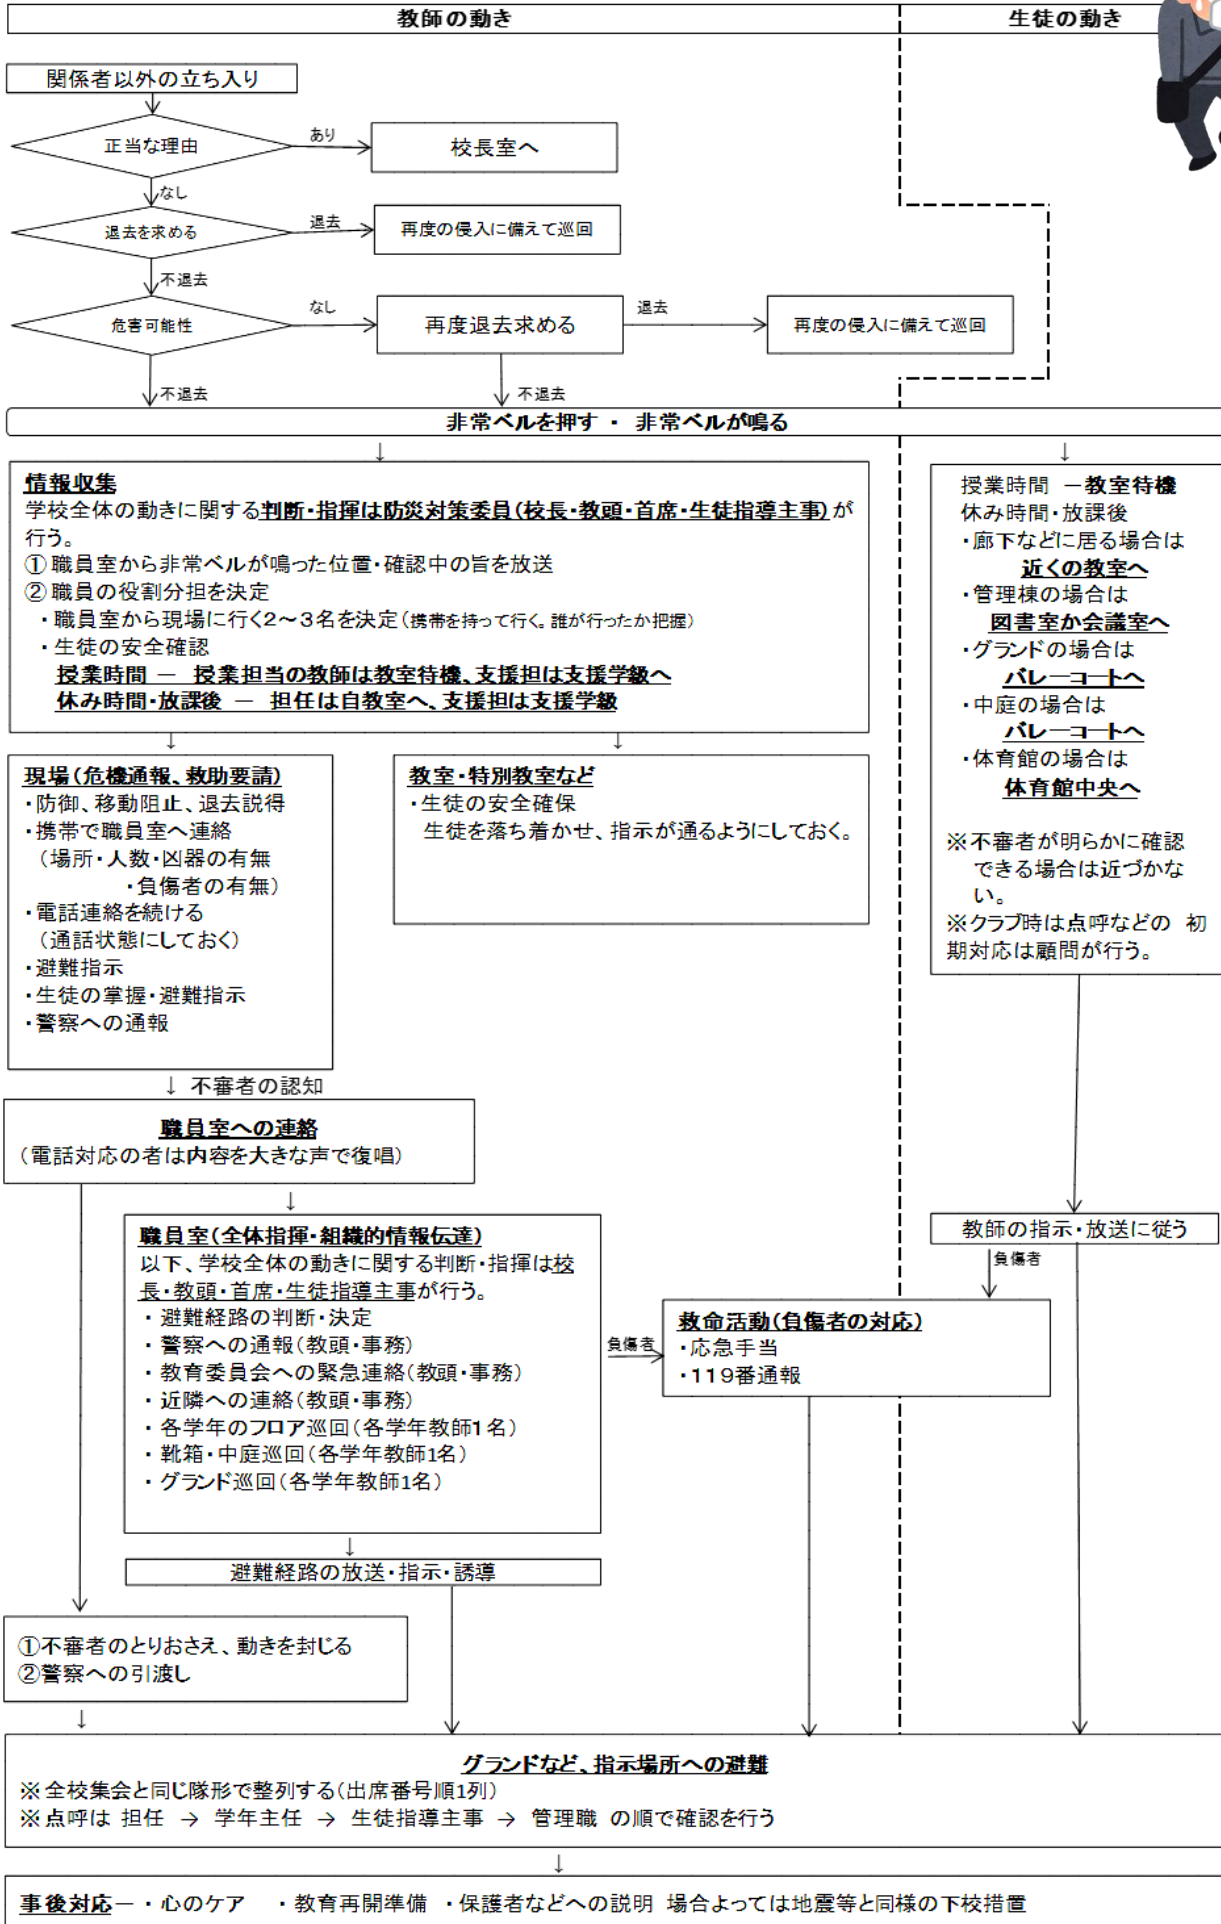 教師の動き
生徒の動き
関係者以外の立ち入り
正当な理由
あり
校長室へ
なし
退去を求める
退去
再度の侵入に備えて巡回
不退去
危害可能性
なし
再度退去求める
退去
再度の侵入に備えて巡回
不退去
不退去
非常ベルを押す ・ 非常ベルが鳴る
↓
↓
情報収集
学校全体の動きに関する判断・指揮は防災対策委員(校長・教頭・首席・生徒指導主事)が
行う。
①職員室から非常ベルが鳴った位置・確認中の旨を放送
②職員の役割分担を決定
・職員室から現場に行く2～3名を決定(携帯を持って行く。誰が行ったか把握)
・生徒の安全確認
授業時間 － 授業担当の教師は教室待機、支援担は支援学級へ
休み時間・放課後 － 担任は自教室へ、支援担は支援学級
↓
↓
現場(危機通報、救助要請)
・防御、移動阻止、退去説得
・携帯で職員室へ連絡
(場所・人数・凶器の有無
・負傷者の有無)
・電話連絡を続ける
(通話状態にしておく)
・避難指示
・生徒の掌握・避難指示
・警察への通報
教室・特別教室など
・生徒の安全確保
生徒を落ち着かせ、指示が通るようにしておく。
授業時間 －教室待機
休み時間・放課後
・廊下などに居る場合は
近くの教室へ
・管理棟の場合は
図書室か会議室へ
・グランドの場合は
バレーコートへ
・中庭の場合は
バレーコートへ
・体育館の場合は
体育館中央へ
※不審者が明らかに確認
できる場合は近づかな
い。
※クラブ時は点呼などの 初
期対応は顧問が行う。
↓ 不審者の認知
職員室への連絡
(電話対応の者は内容を大きな声で復唱)
↓
職員室(全体指揮・組織的情報伝達)
以下、学校全体の動きに関する判断・指揮は校
長・教頭・首席・生徒指導主事が行う。
・避難経路の判断・決定
・警察への通報(教頭・事務)
・教育委員会への緊急連絡(教頭・事務)
・近隣への連絡(教頭・事務)
・各学年のフロア巡回(各学年教師1名)
・靴箱・中庭巡回(各学年教師1名)
・グランド巡回(各学年教師1名)
教師の指示・放送に従う
負傷者
負傷者
救命活動(負傷者の対応)
・応急手当
・119番通報
↓
避難経路の放送・指示・誘導
①不審者のとりおさえ、動きを封じる
②警察への引渡し
↓
グランドなど、指示場所への避難
※全校集会と同じ隊形で整列する(出席番号順1列)
※点呼は 担任 → 学年主任 → 生徒指導主事 → 管理職 の順で確認を行う
↓
事後対応－・心のケア ・教育再開準備 ・保護者などへの説明 場合よっては地震等と同様の下校措置